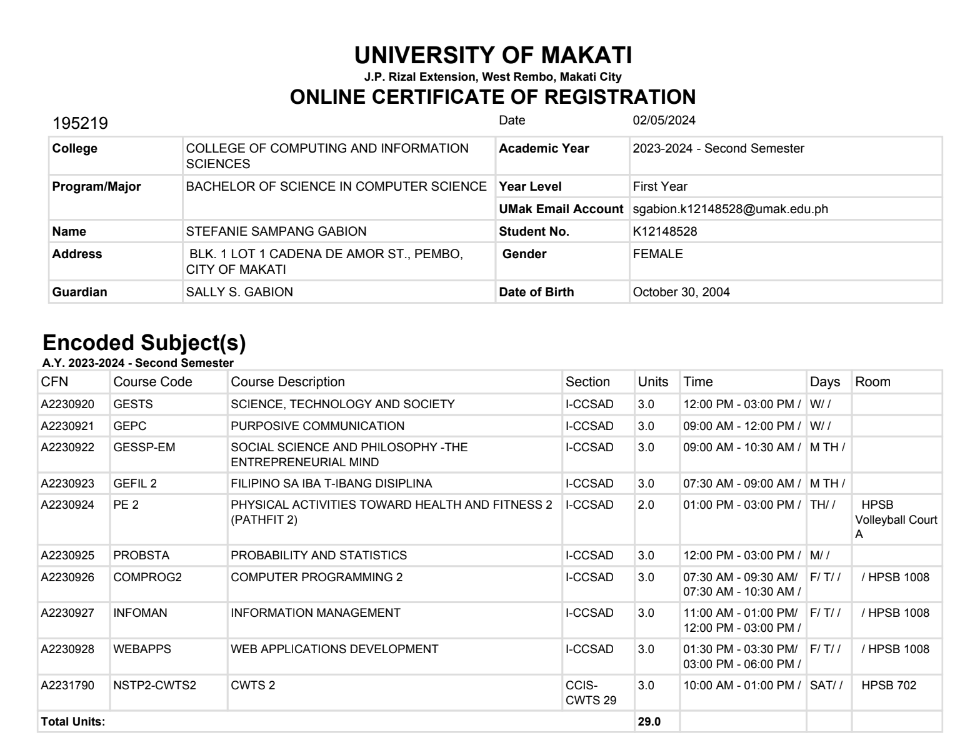 UNIVERSITY OF MAKATI
J.P. Rizal Extension, West Rembo, Makati City
ONLINE CERTIFICATE OF REGISTRATION
195219 Date 02/05/2024
College COLLEGE OF COMPUTING AND INFORMATION Academic Year 2023-2024 - Second Semester
SCIENCES
Program/Major BACHELOR OF SCIENCE IN COMPUTER SCIENCE Year Level First Year
UMak Email Account sgabion.k12148528@umak.edu.ph
Name STEFANIE SAMPANG GABION Student No. K12148528
Address BLK. 1 LOT 1 CADENA DE AMOR ST., PEMBO, Gender FEMALE
CITY OF MAKATI
Guardian SALLY S. GABION Date of Birth October 30, 2004
Encoded Subject(s)
A.Y. 2023-2024 - Second Semester
CFN Course Code Course Description Section Units Time Days Room
A2230920 GESTS SCIENCE, TECHNOLOGY AND SOCIETY I-CCSAD 3.0 12:00 PM - 03:00 PM / W/ /
A2230921 GEPC PURPOSIVE COMMUNICATION I-CCSAD 3.0 09:00 AM - 12:00 PM / W/ /
A2230922 GESSP-EM SOCIAL SCIENCE AND PHILOSOPHY -THE I-CCSAD 3.0 09:00 AM - 10:30 AM / M TH /
ENTREPRENEURIAL MIND
A2230923 GEFIL 2 FILIPINO SA IBA T-IBANG DISIPLINA I-CCSAD 3.0 07:30 AM - 09:00 AM / M TH /
A2230924 PE 2 PHYSICAL ACTIVITIES TOWARD HEALTH AND FITNESS 2 I-CCSAD 2.0 01:00 PM - 03:00 PM / TH/ / HPSB
(PATHFIT 2) Volleyball Court
A
A2230925 PROBSTA PROBABILITY AND STATISTICS I-CCSAD 3.0 12:00 PM - 03:00 PM / M/ /
A2230926 COMPROG2 COMPUTER PROGRAMMING 2 I-CCSAD 3.0 07:30 AM - 09:30 AM/ F/ T/ / / HPSB 1008
07:30 AM - 10:30 AM /
A2230927 INFOMAN INFORMATION MANAGEMENT I-CCSAD 3.0 11:00 AM - 01:00 PM/ F/ T/ / / HPSB 1008
12:00 PM - 03:00 PM /
A2230928 WEBAPPS WEB APPLICATIONS DEVELOPMENT I-CCSAD 3.0 01:30 PM - 03:30 PM/ F/ T/ / / HPSB 1008
03:00 PM - 06:00 PM /
A2231790 NSTP2-CWTS2 CWTS 2 CCIS- 3.0 10:00 AM - 01:00 PM / SAT/ / HPSB 702
CWTS 29
Total Units: 29.0